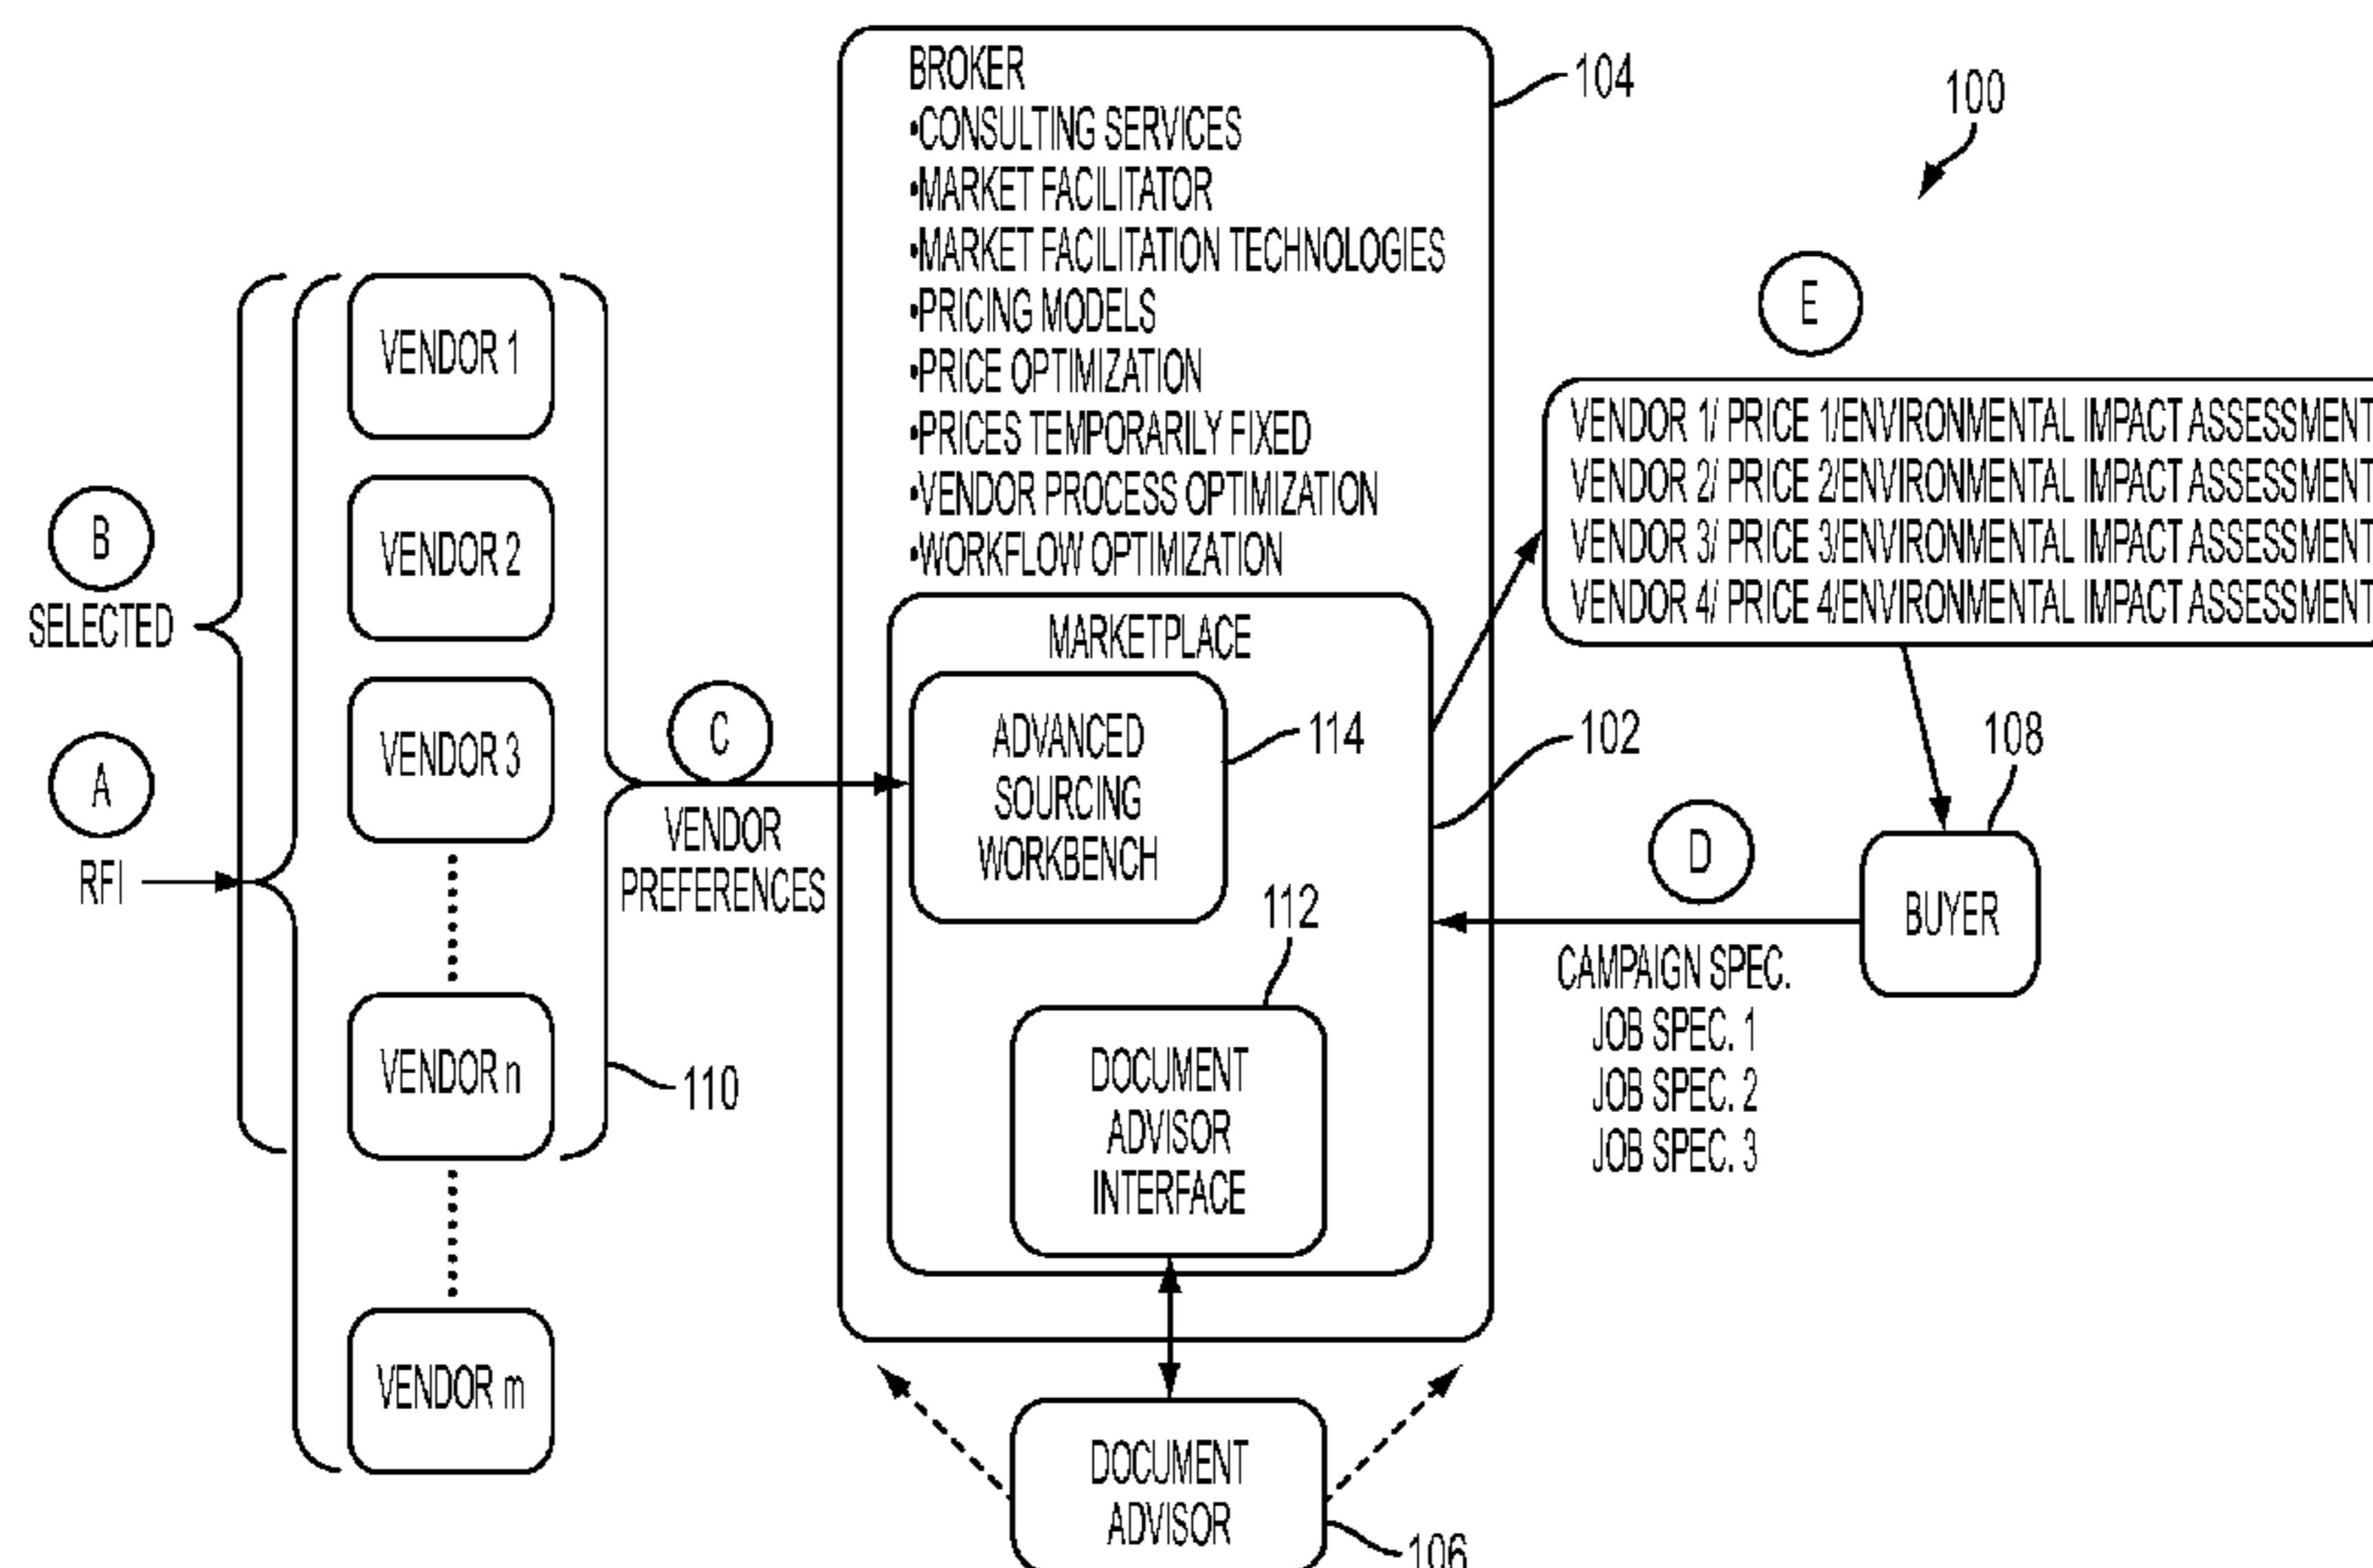 BROKER
•CONSULTING SERVICES
•MARKET FACILITATOR
•MARKET FACILITATION TECHNOLOGIES
•PRICING MODELS
•PRICE OPTIMIZATION
•PRICES TEMPORARILY FIXED
•VENDOR PROCESS OPTIMIZATION
•WORKFLOW OPTIMIZATION
104
100
VENDOR 1
VENDOR 2
VENDOR 3
VENDOR n
VENDOR m
B
SELECTED
A
RFI
110
C
VENDOR
PREFERENCES
MARKETPLACE
ADVANCED
SOURCING
WORKBENCH
114
102
112
DOCUMENT
ADVISOR
INTERFACE
DOCUMENT
ADVISOR
106
E
VENDOR 1/ PRICE 1/ENVIRONMENTAL IMPACT ASSESSMENT
VENDOR 2/ PRICE 2/ENVIRONMENTAL IMPACT ASSESSMENT
VENDOR 3/ PRICE 3/ENVIRONMENTAL IMPACT ASSESSMENT
VENDOR 4/ PRICE 4/ENVIRONMENTAL IMPACT ASSESSMENT
108
BUYER
D
CAMPAIGN SPEC.
JOB SPEC. 1
JOB SPEC. 2
JOB SPEC. 3